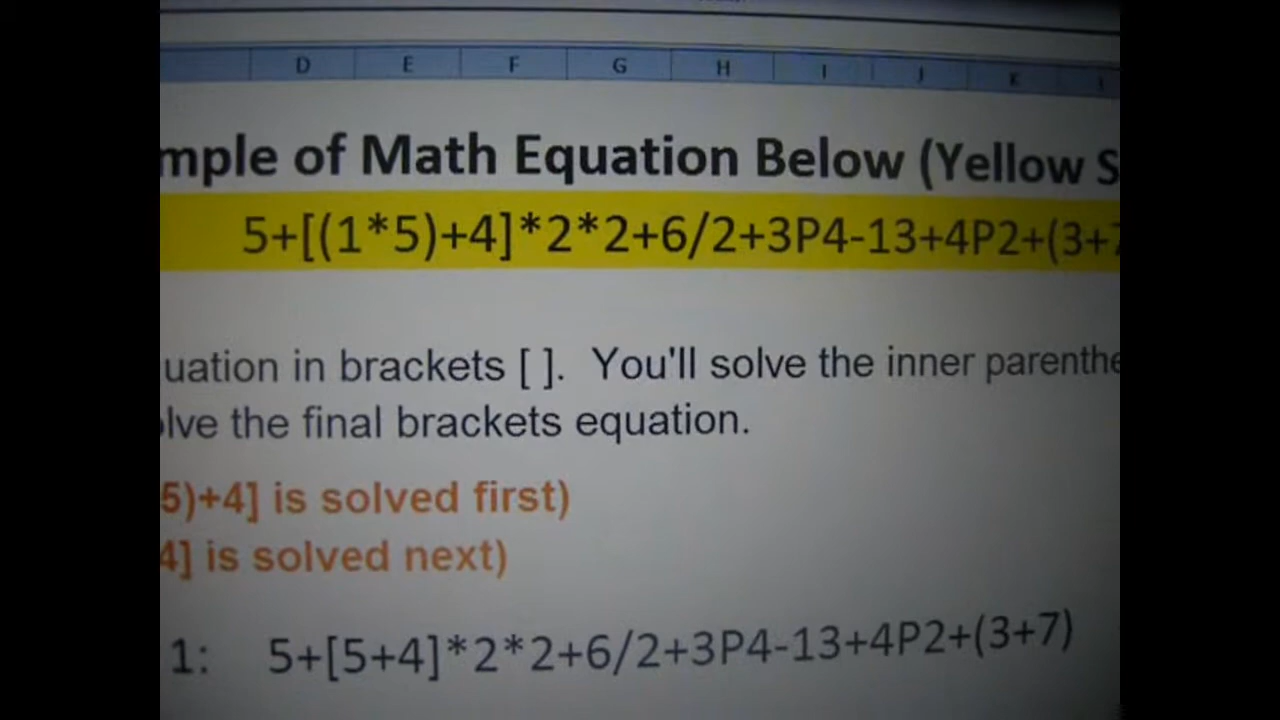 D E F G H I J K
mple of Math Equation Below (Yellow S
5+[(1*5)+4]*2*2+6/2+3P4-13+4P2+(3+7
uation in brackets [ ]. You'll solve the inner parenthe
lve the final brackets equation.
5)+4] is solved first)
4] is solved next)
1: 5+[5+4]*2*2+6/2+3P4-13+4P2+(3+7)